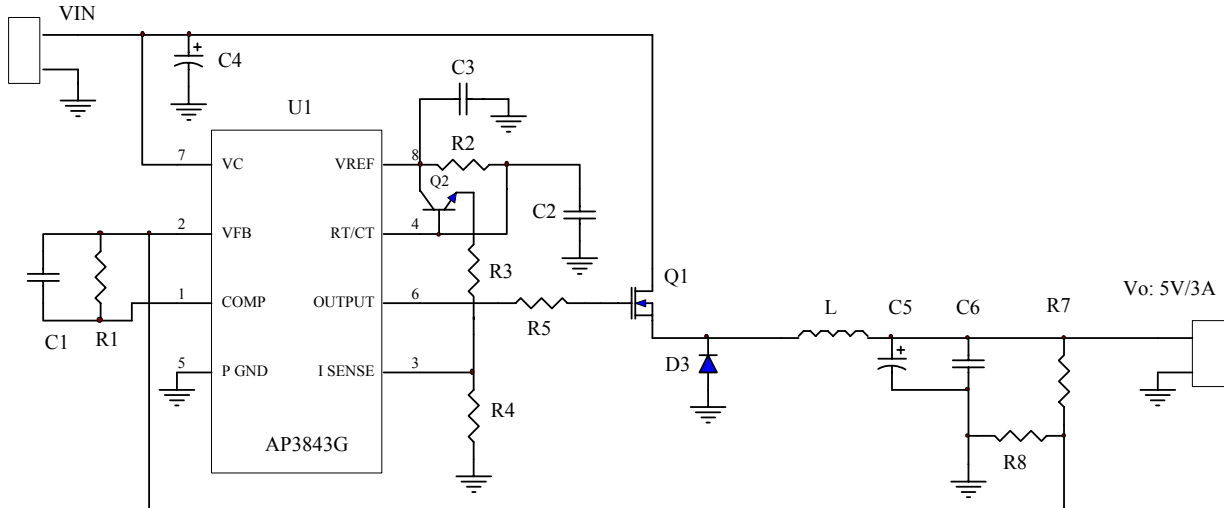 VIN
C4
C3
U1
R2
7 VC VREF 8
Q2
C2
2 VFB RT/CT 4
R3
Q1
1 COMP OUTPUT 6
Vo: 5V/3A
C1 R1
R5
L C5 C6 R7
5 P GND I SENSE 3
D3
R4
AP3843G
R8